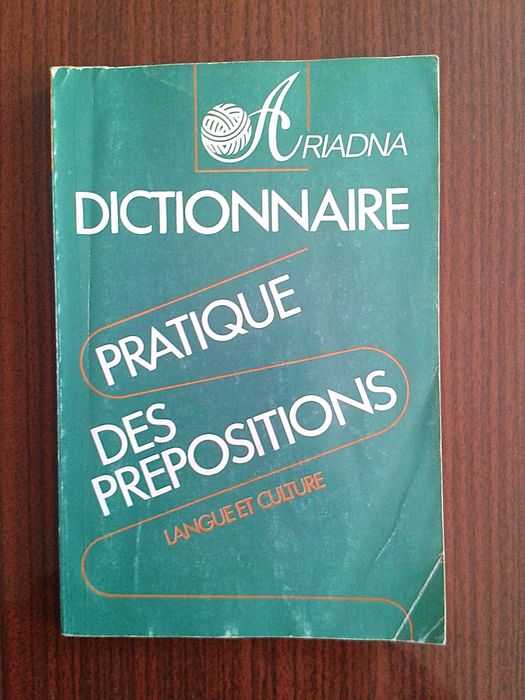 ARIADNA
DICTIONNAIRE
PRATIQUE
DES
PREPOSITIONS
LANGUE ET CULTURE